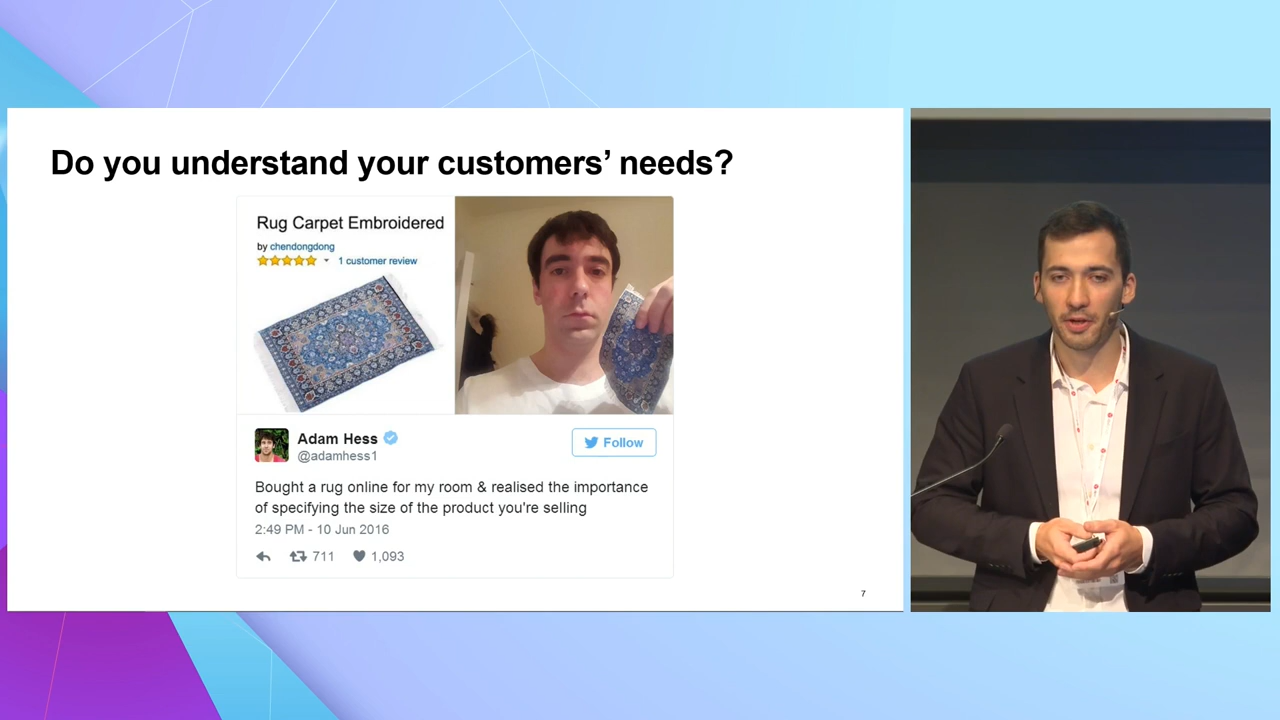 Do you understand your customers’ needs?
Rug Carpet Embroidered
by chendongdong
1 customer review
Adam Hess
@adamhess1
Follow
Bought a rug online for my room & realised the importance
of specifying the size of the product you're selling
2:49 PM - 10 Jun 2016
711 1,093
7